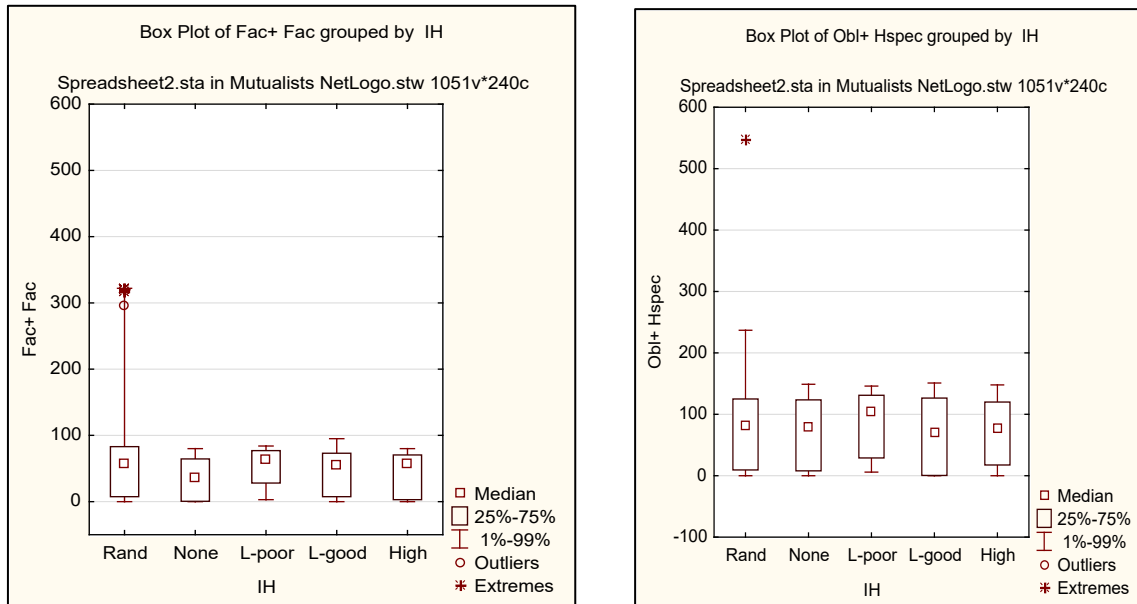 Box Plot of Fac+ Fac grouped by IH
Spreadsheet2.sta in Mutualists NetLogo.stw 1051v*240c
600
500
400
300
200
100
0
Fac+ Fac
Rand None L-poor L-good High
IH
Median
25%-75%
1%-99%
Outliers
Extremes
Box Plot of Obl+ Hspec grouped by IH
Spreadsheet2.sta in Mutualists NetLogo.stw 1051v*240c
600
500
400
300
200
100
0
-100
Obl+ Hspec
Rand None L-poor L-good High
IH
Median
25%-75%
1%-99%
Outliers
Extremes